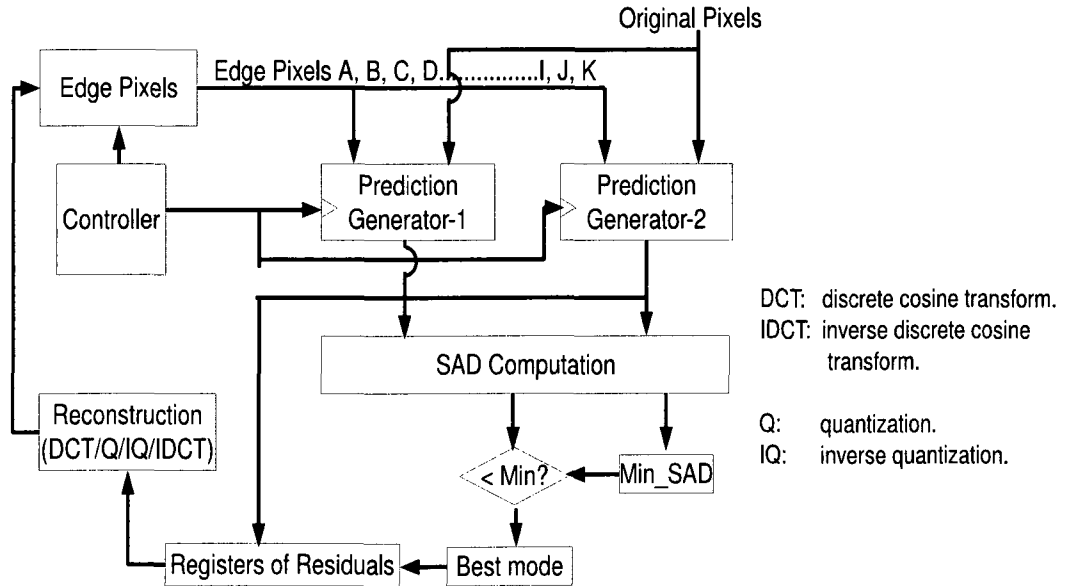 Original Pixels
Edge Pixels A, B, C, D...............I, J, K
Edge Pixels
Prediction
Generator-1
Prediction
Generator-2
Controller
DCT: discrete cosine transform.
IDCT: inverse discrete cosine
transform.
SAD Computation
Reconstruction
(DCT/Q/IQ/IDCT)
Q: quantization.
IQ: inverse quantization.
< Min?
Min_SAD
Registers of Residuals
Best mode